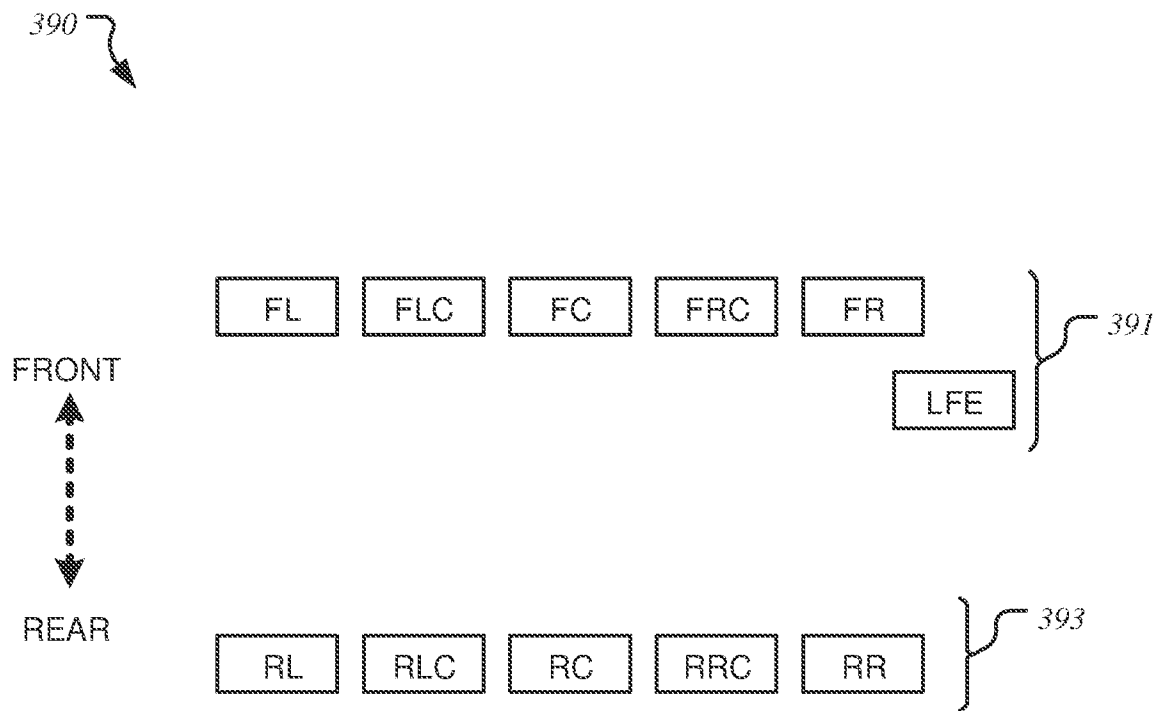 390
FL FLC FC FRC FR
391
FRONT
LFE
REAR
393
RL RLC RC RRC RR